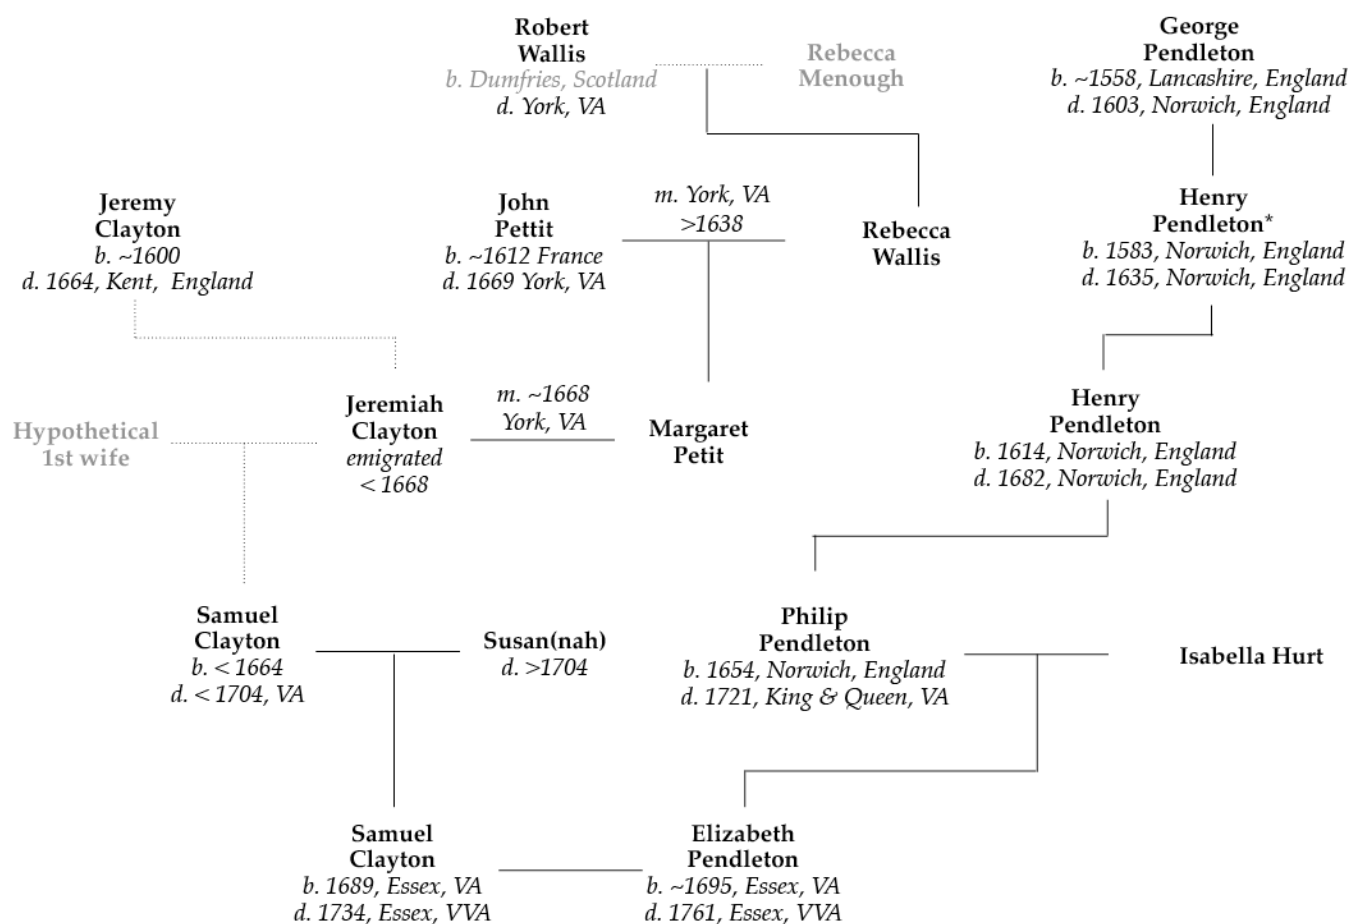 Robert
Wallis
b. Dumfries, Scotland
d. York, VA
Rebecca
Menough
George
Pendleton
b. ~1558, Lancashire, England
d. 1603, Norwich, England
Jeremy
Clayton
b. ~1600
d. 1664, Kent, England
John
Pettit
b. ~1612 France
d. 1669 York, VA
m. York, VA
>1638
Rebecca
Wallis
Henry
Pendleton*
b. 1583, Norwich, England
d. 1635, Norwich, England
Hypothetical
1st wife
Jeremiah
Clayton
emigrated
< 1668
m. ~1668
York, VA
Margaret
Petit
Henry
Pendleton
b. 1614, Norwich, England
d. 1682, Norwich, England
Samuel
Clayton
b. < 1664
d. < 1704, VA
Susan(nah)
d. >1704
Philip
Pendleton
b. 1654, Norwich, England
d. 1721, King & Queen, VA
Isabella Hurt
Samuel
Clayton
b. 1689, Essex, VA
d. 1734, Essex, VVA
Elizabeth
Pendleton
b. ~1695, Essex, VA
d. 1761, Essex, VVA